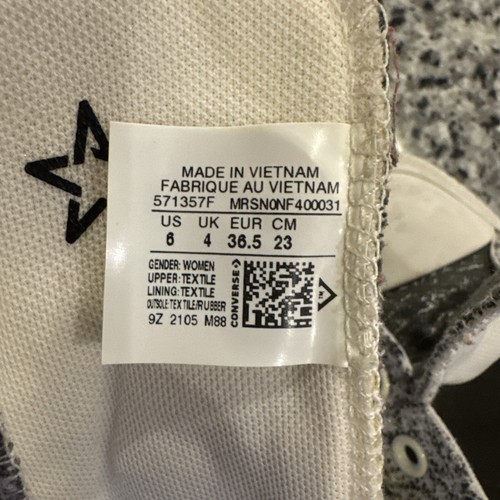 MADE IN VIETNAM
FABRIQUE AU VIETNAM
571357F MRSN0NF400031
US UK EUR CM
6 4 36.5 23
GENDER: WOMEN
UPPER: TEXTILE
LINING: TEXTILE
OUTSOLE: TEXTILE/RUBBER
9Z 2105 M88
CONVERSE
TM